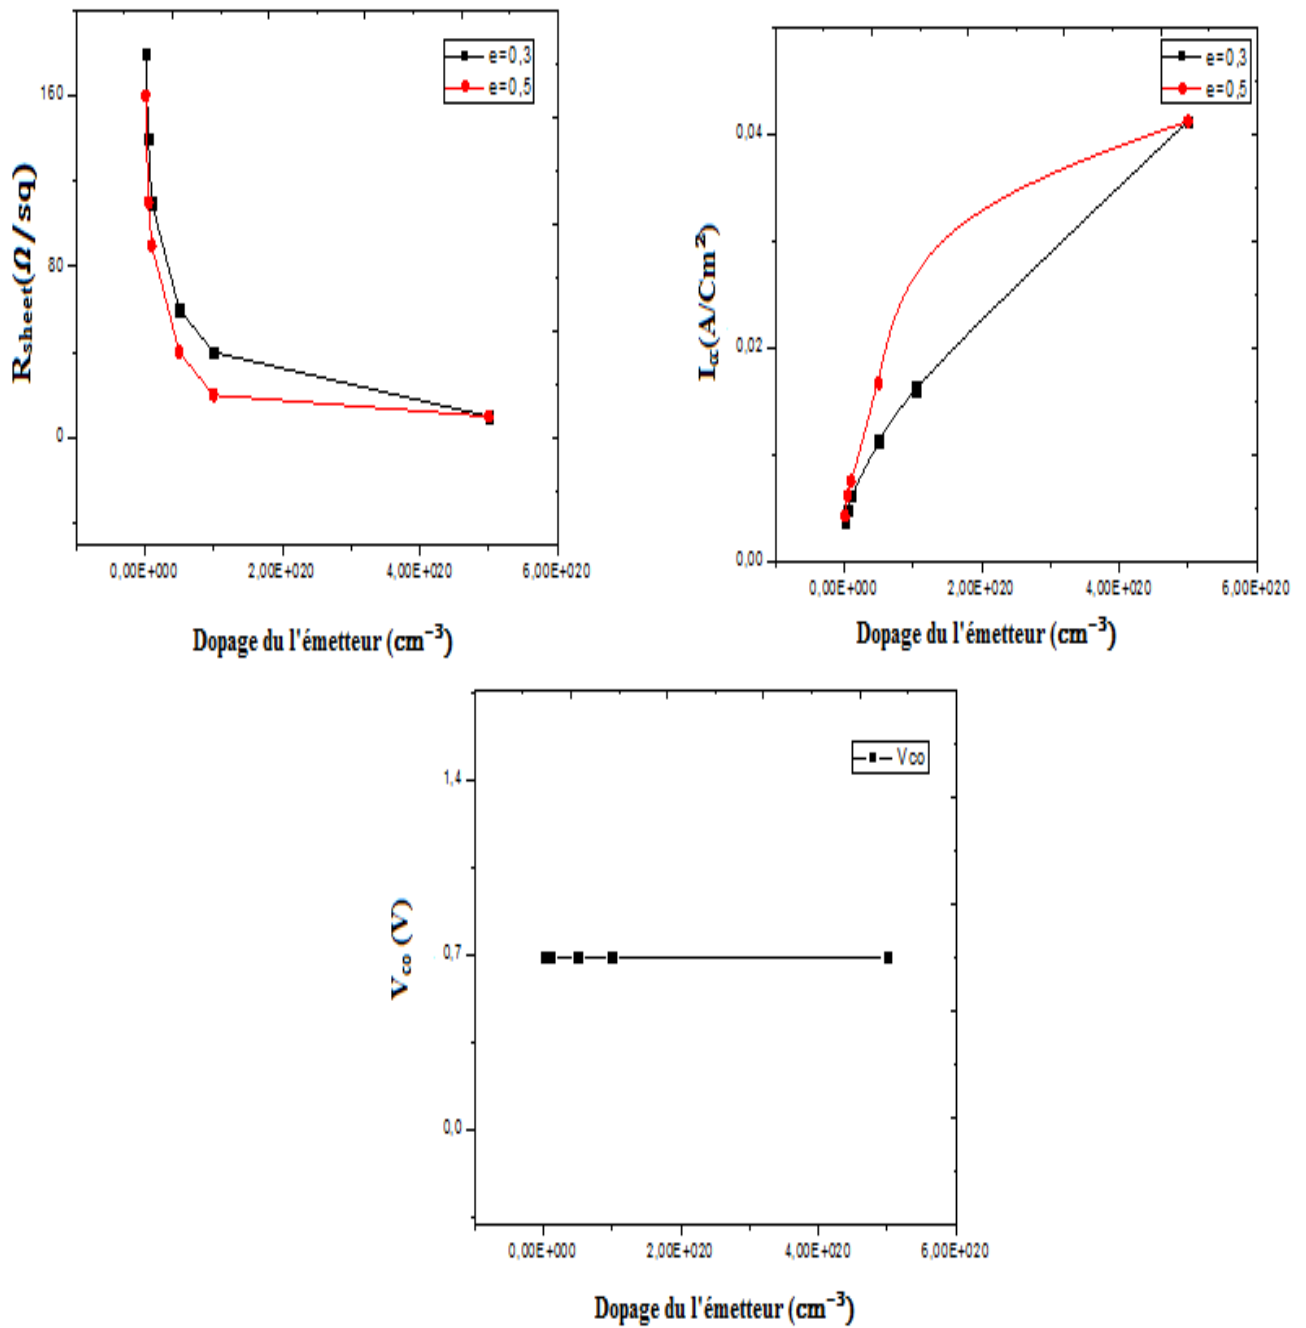 e=0,3
e=0,5
160
80
0
R_sheet(Ω/sq)
0,00E+000 2,00E+020 4,00E+020 6,00E+020
Dopage du l'émetteur (cm⁻³)
e=0,3
e=0,5
0,04
0,02
0,00
I_cc(A/Cm²)
0,00E+000 2,00E+020 4,00E+020 6,00E+020
Dopage du l'émetteur (cm⁻³)
Vco
1,4
0,7
0,0
V_co (V)
0,00E+000 2,00E+020 4,00E+020 6,00E+020
Dopage du l'émetteur (cm⁻³)